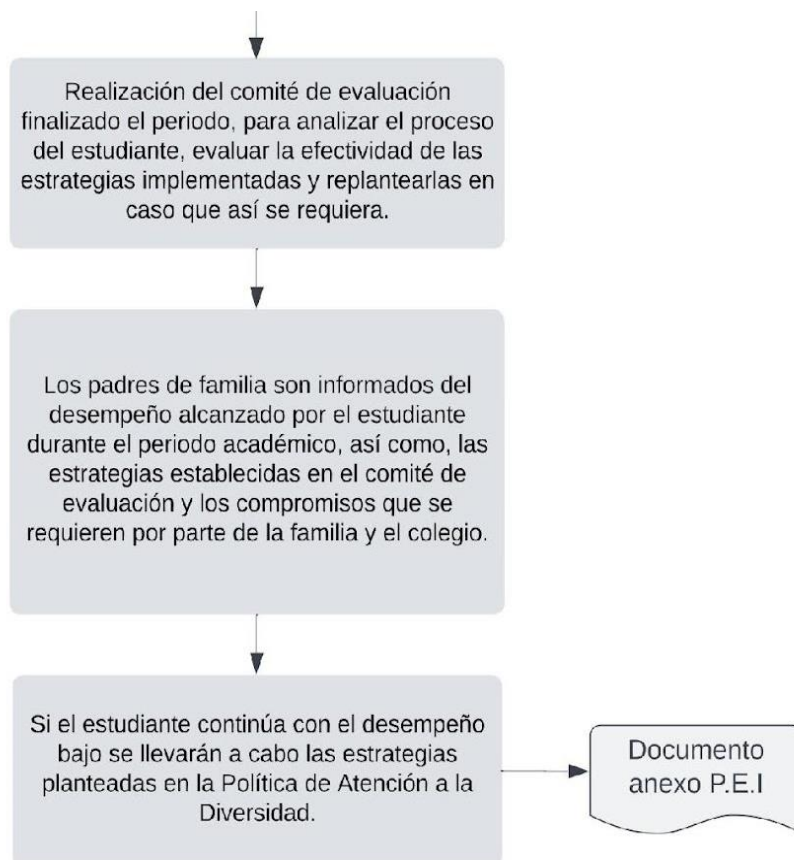 Realización del comité de evaluación
finalizado el periodo, para analizar el proceso
del estudiante, evaluar la efectividad de las
estrategias implementadas y replantearlas en
caso que así se requiera.
Los padres de familia son informados del
desempeño alcanzado por el estudiante
durante el periodo académico, así como, las
estrategias establecidas en el comité de
evaluación y los compromisos que se
requieren por parte de la familia y el colegio.
Si el estudiante continúa con el desempeño
bajo se llevarán a cabo las estrategias
planteadas en la Política de Atención a la
Diversidad.
Documento
anexo P.E.I